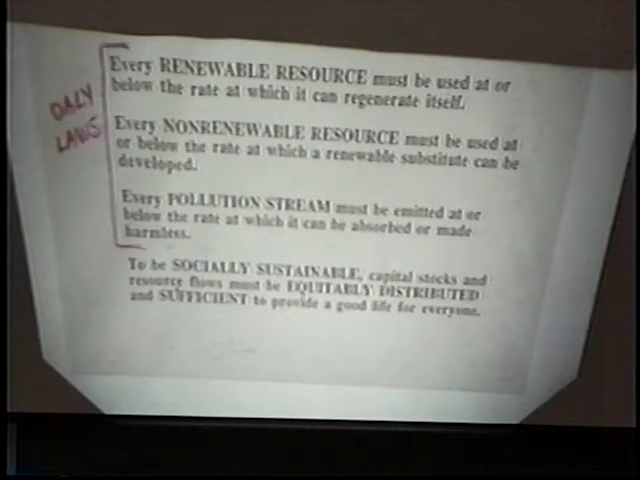 Every RENEWABLE RESOURCE must be used at or
below the rate at which it can regenerate itself.
DALY
LAWS
Every NONRENEWABLE RESOURCE must be used at
or below the rate at which a renewable substitute can be
developed.
Every POLLUTION STREAM must be emitted at or
below the rate at which it can be absorbed or made
harmless.
To be SOCIALLY SUSTAINABLE, capital stocks and
resource flows must be EQUITABLY DISTRIBUTED
and SUFFICIENT to provide a good life for everyone.